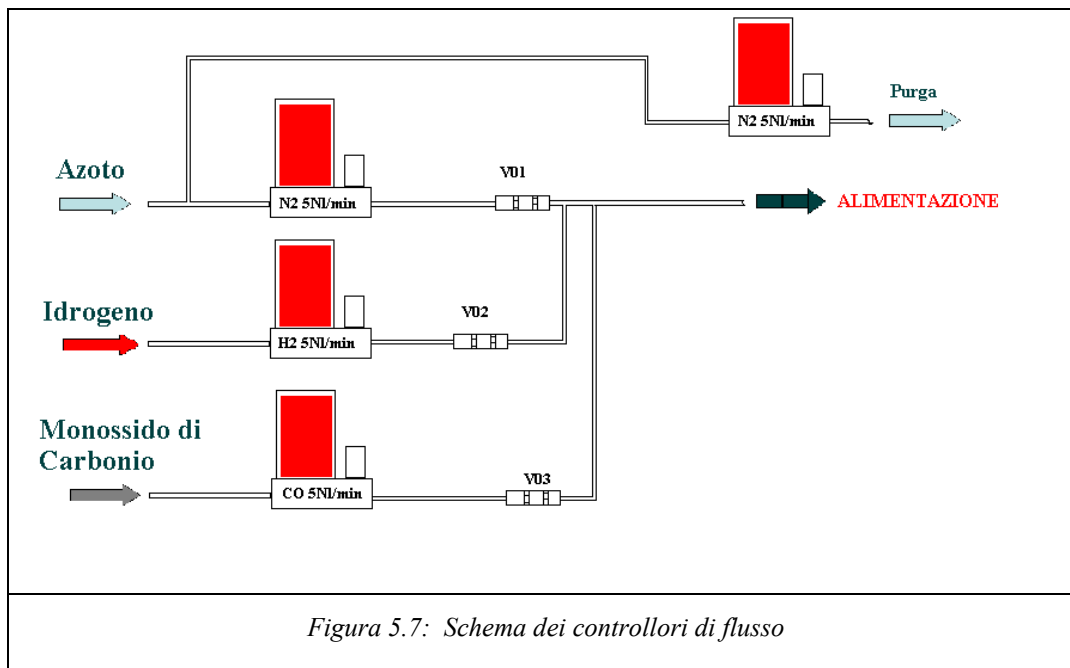 Purga
N2 5Nl/min
Azoto
V01
N2 5Nl/min
ALIMENTAZIONE
Idrogeno
V02
H2 5Nl/min
Monossido di
Carbonio
V03
CO 5Nl/min
Figura 5.7: Schema dei controllori di flusso